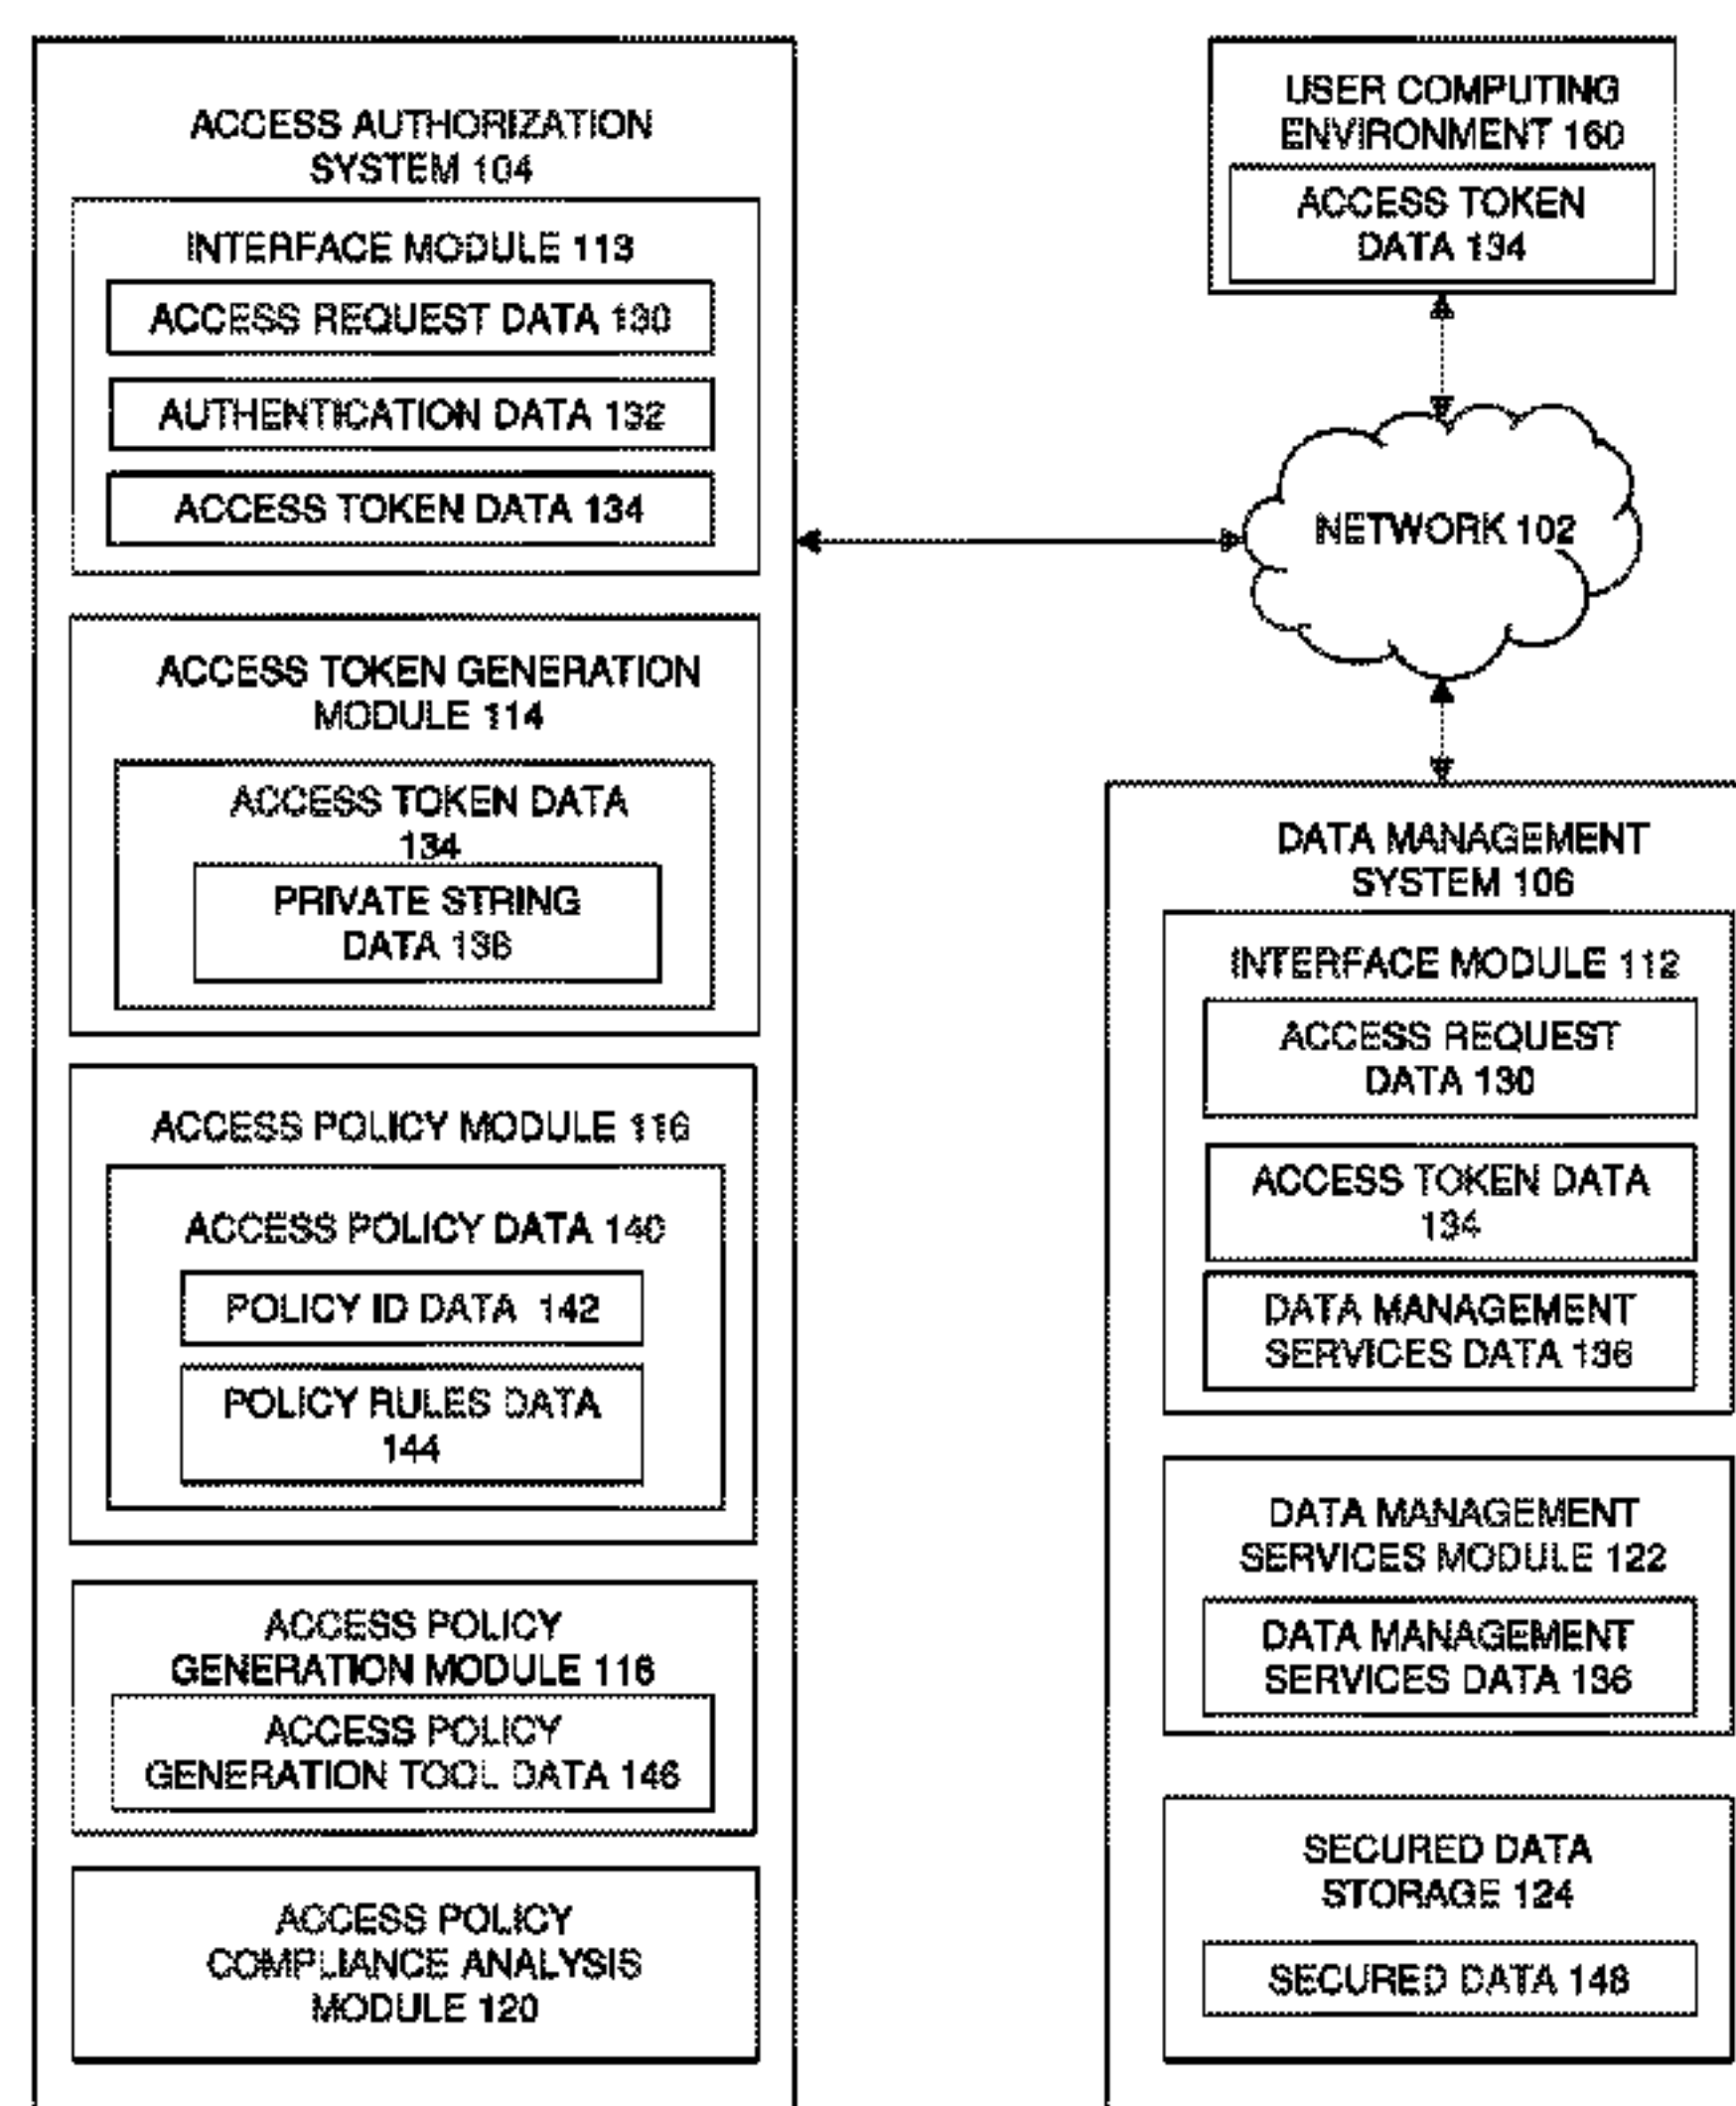 ACCESS AUTHORIZATION
SYSTEM 104
INTERFACE MODULE 113
ACCESS REQUEST DATA 130
AUTHENTICATION DATA 132
ACCESS TOKEN DATA 134
ACCESS TOKEN GENERATION
MODULE 114
ACCESS TOKEN DATA
134
PRIVATE STRING
DATA 136
ACCESS POLICY MODULE 116
ACCESS POLICY DATA 140
POLICY ID DATA 142
POLICY RULES DATA
144
ACCESS POLICY
GENERATION MODULE
ACCESS POLICY
GENERATION TOOL DATA 146
ACCESS POLICY
COMPLIANCE ANALYSIS
MODULE 120
USER COMPUTING
ENVIRONMENT 160
ACCESS TOKEN
DATA 134
NETWORK 102
DATA MANAGEMENT
SYSTEM 106
INTERFACE MODULE 112
ACCESS REQUEST
DATA 130
ACCESS TOKEN DATA
134
DATA MANAGEMENT
SERVICES DATA 136
DATA MANAGEMENT
SERVICES MODULE 122
DATA MANAGEMENT
SERVICES DATA 136
SECURED DATA
STORAGE 124
SECURED DATA